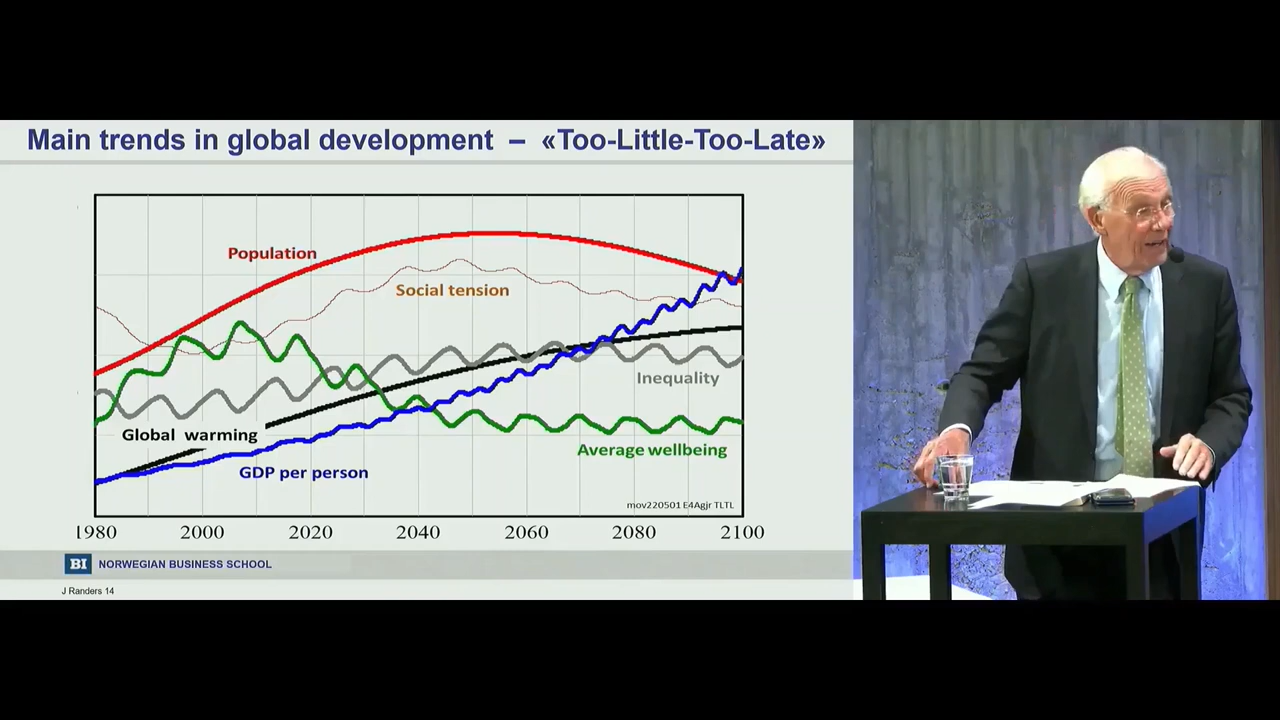 Main trends in global development – «Too-Little-Too-Late»
Population
Social tension
Inequality
Global warming
Average wellbeing
GDP per person
mov220501 E4Agjr TLTL
1980 2000 2020 2040 2060 2080 2100
BI NORWEGIAN BUSINESS SCHOOL
J Randers 14